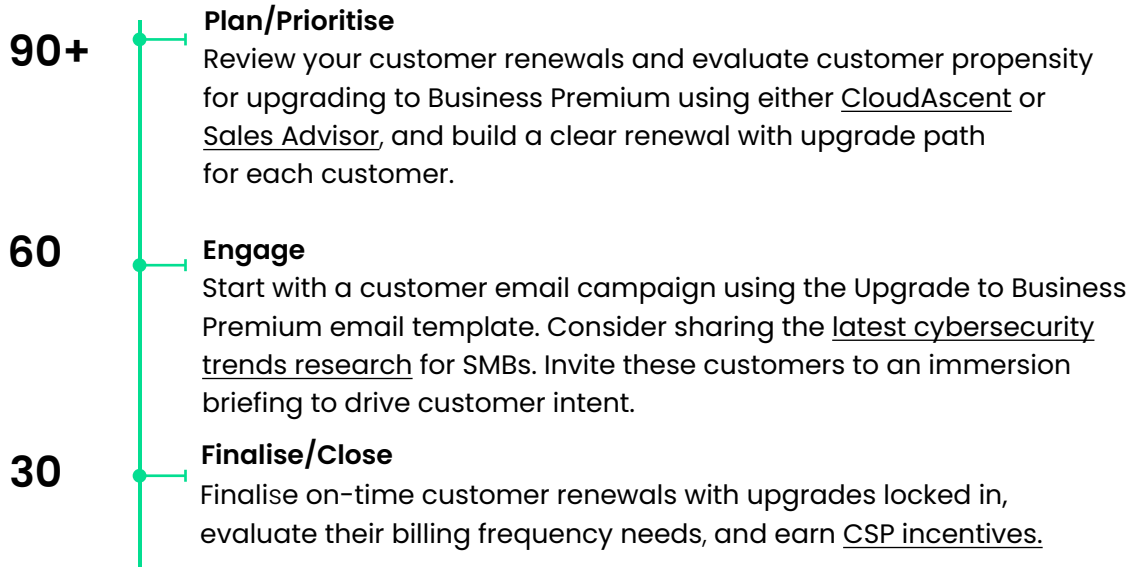 90+
Plan/Prioritise
Review your customer renewals and evaluate customer propensity
for upgrading to Business Premium using either CloudAscent or
Sales Advisor, and build a clear renewal with upgrade path
for each customer.
60
Engage
Start with a customer email campaign using the Upgrade to Business
Premium email template. Consider sharing the latest cybersecurity
trends research for SMBs. Invite these customers to an immersion
briefing to drive customer intent.
30
Finalise/Close
Finalise on-time customer renewals with upgrades locked in,
evaluate their billing frequency needs, and earn CSP incentives.